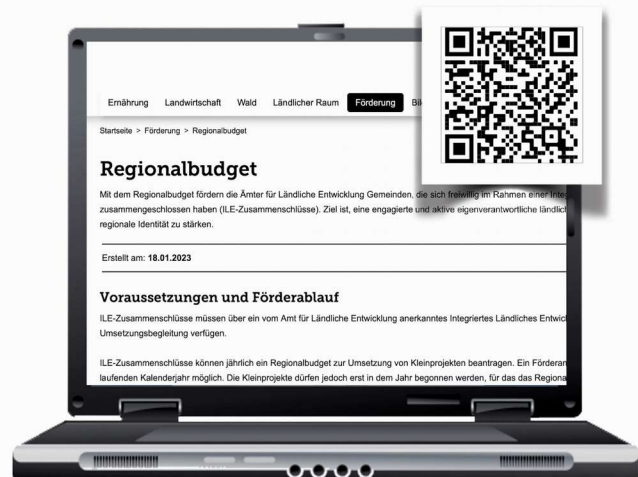 Ernährung Landwirtschaft Wald Ländlicher Raum Förderung
Startseite > Förderung > Regionalbudget
Regionalbudget
Mit dem Regionalbudget fördern die Ämter für Ländliche Entwicklung Gemeinden, die sich freiwillig im Rahmen einer
zusammengeschlossen haben (ILE-Zusammenschlüsse). Ziel ist, eine engagierte und aktive eigenverantwortliche
regionale Identität zu stärken.
Erstellt am: 18.01.2023
Voraussetzungen und Förderablauf
ILE-Zusammenschlüsse müssen über ein vom Amt für Ländliche Entwicklung anerkanntes Integriertes Ländliches
Umsetzungsbegleitung verfügen.
ILE-Zusammenschlüsse können jährlich ein Regionalbudget zur Umsetzung von Kleinprojekten beantragen. Ein
laufenden Kalenderjahr möglich. Die Kleinprojekte dürfen jedoch erst in dem Jahr begonnen werden, für das das